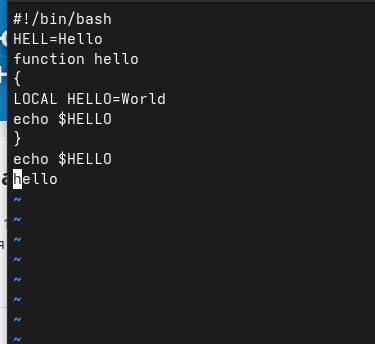 #!/bin/bash
HELL=Hello
function hello
{
LOCAL HELLO=World
echo $HELLO
}
echo $HELLO
hello
~
~
~
~
~
~
~
~